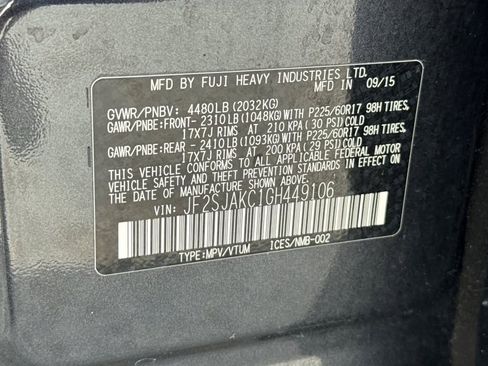 MFD BY FUJI HEAVY INDUSTRIES LTD.
MFD IN 09/15
GVWR/PNBV: 4480LB (2032KG)
GAWR/PNBE:FRONT- 2310LB (1048KG) WITH P225/60R17 98H TIRES,
17X7J RIMS AT 210 KPA (30 PSI) COLD
GAWR/PNBE:REAR - 2410LB (1093KG) WITH P225/60R17 98H TIRES,
17X7J RIMS AT 200 KPA (29 PSI) COLD
THIS VEHICLE CONFORMS TO ALL APPLICABLE FEDERAL MOTOR
VEHICLE SAFETY AND THEFT PREVENTION STANDARDS IN EFFECT ON
THE DATE OF MANUFACTURE SHOWN ABOVE.
VIN: JF2SJAKC1GH449106
TYPE:MPV/VTUM ICES/NMB-002